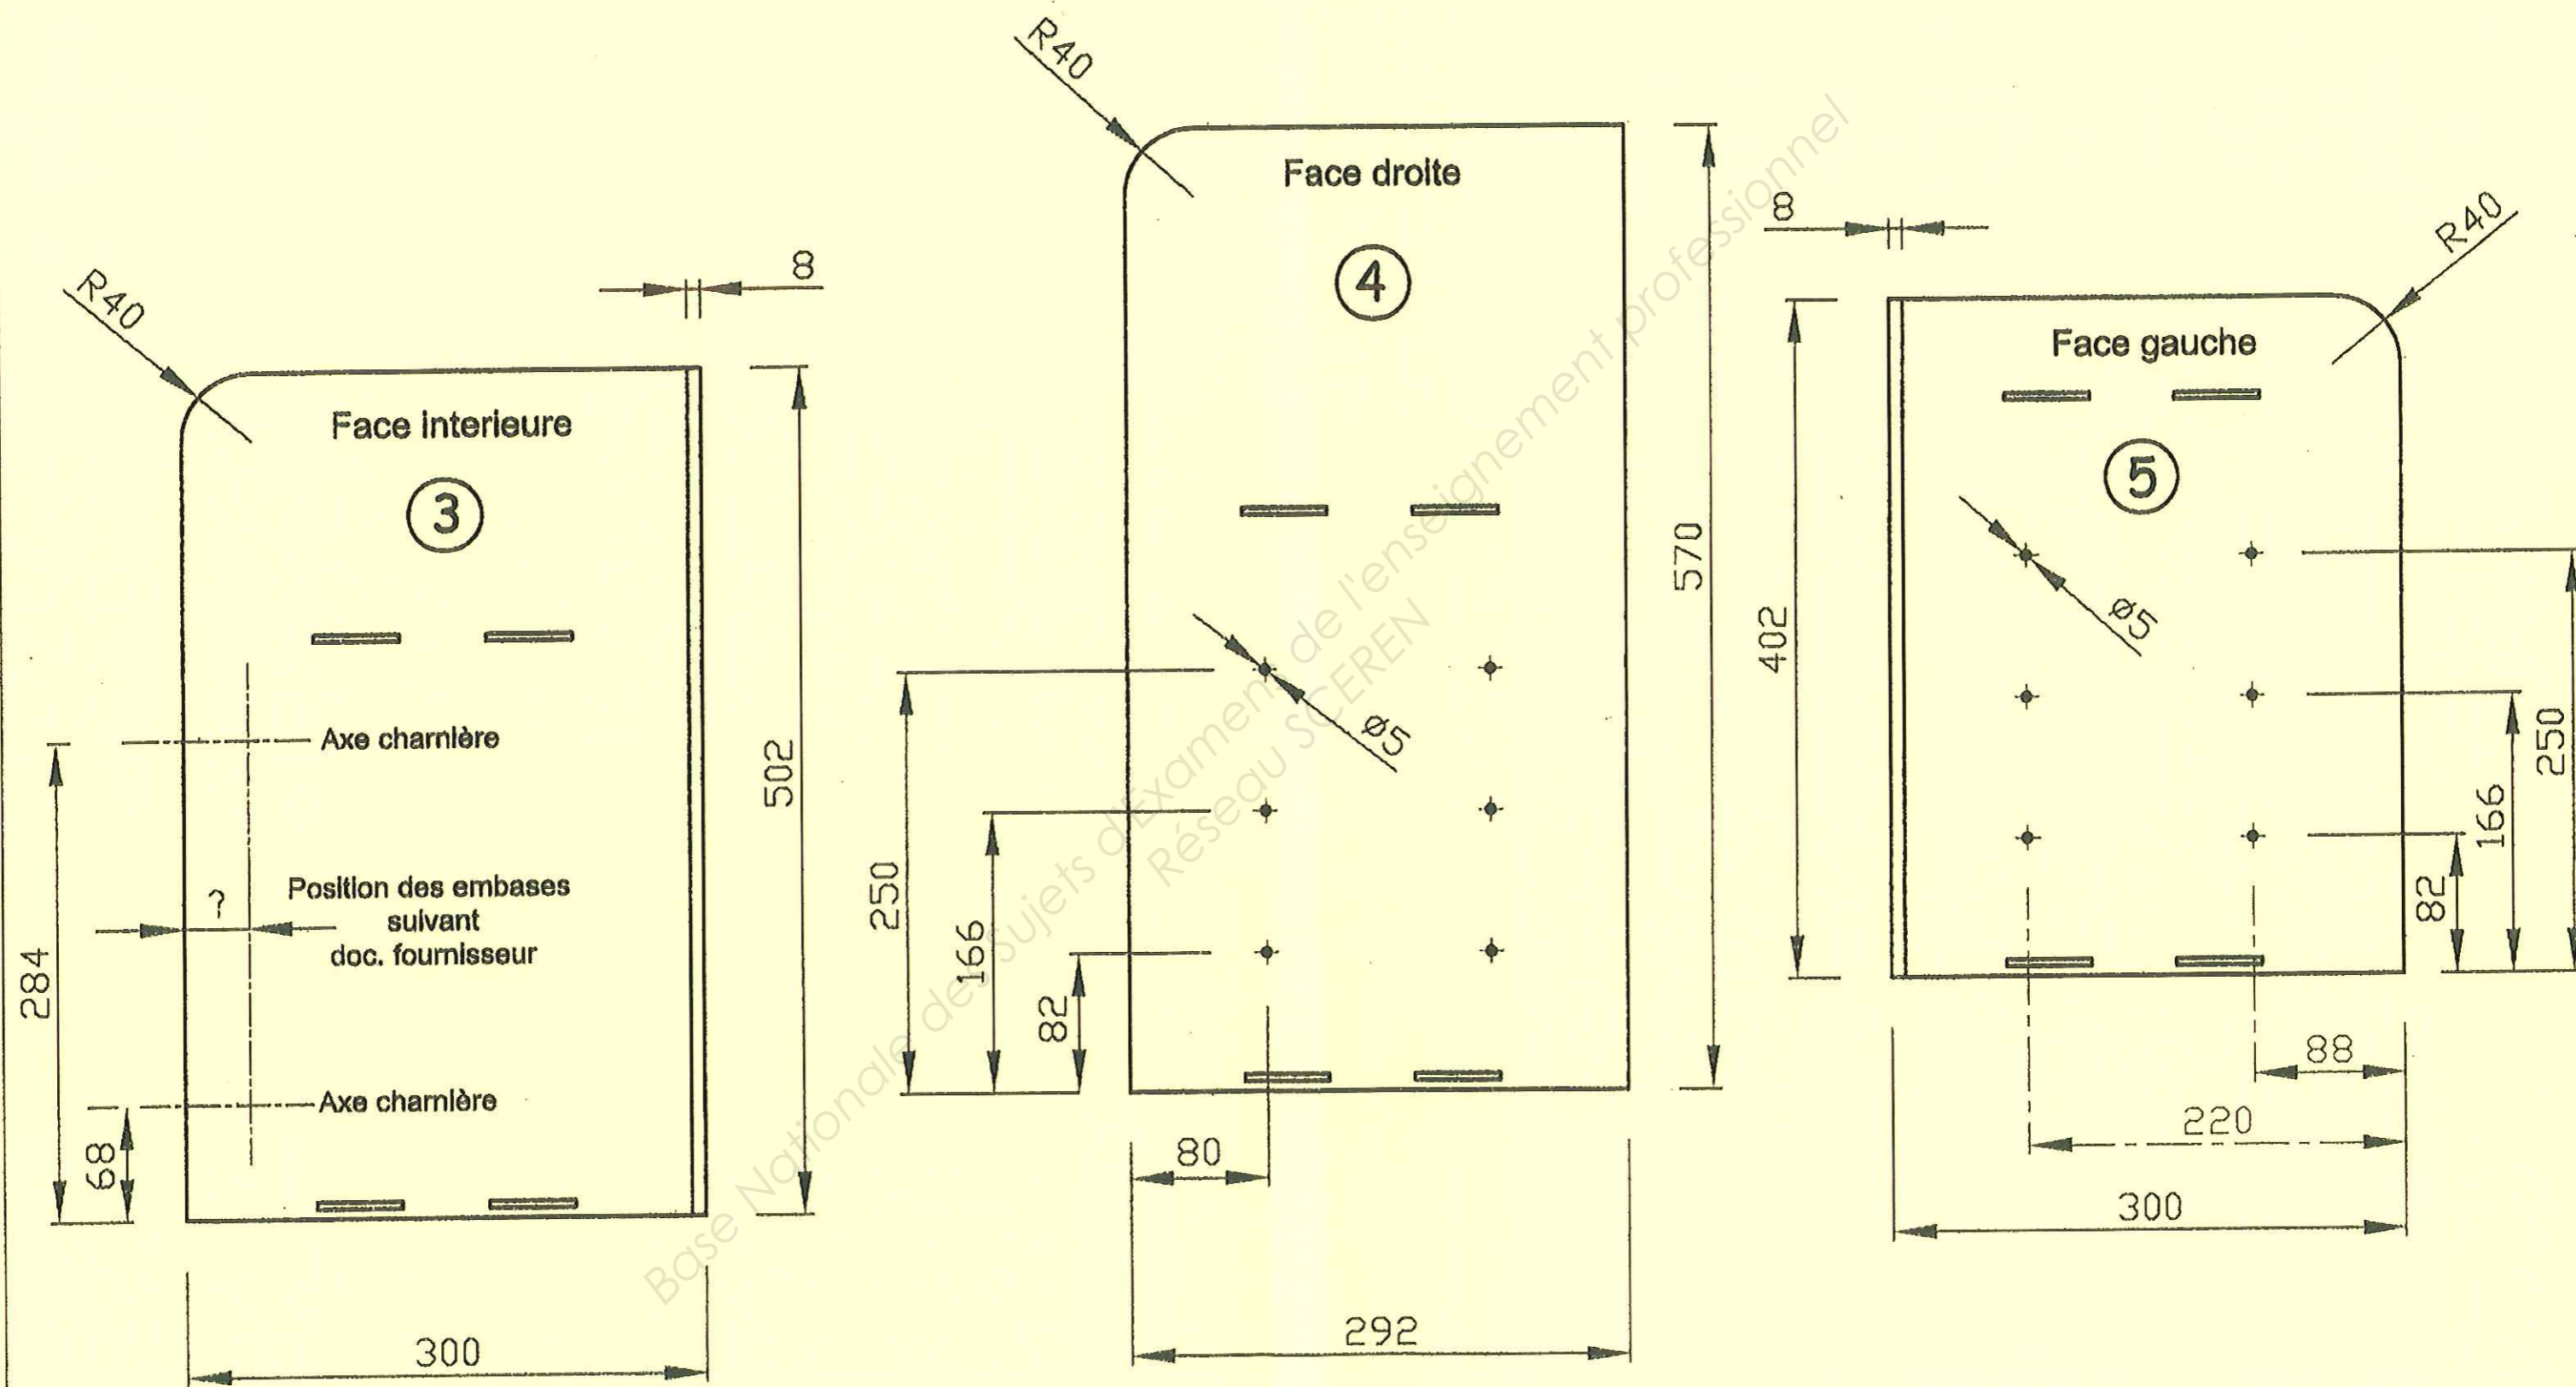 R40
8
Face interieure
3
Axe charnière
Position des embases
suivant
doc. fournisseur
?
Axe charnière
284
68
502
300
R40
Face droite
4
ø5
250
166
82
80
570
292
8
R40
Face gauche
5
ø5
402
250
166
82
88
220
300
Base Nationale des Sujets d'Examens de l'enseignement professionnel
Réseau SCEREN